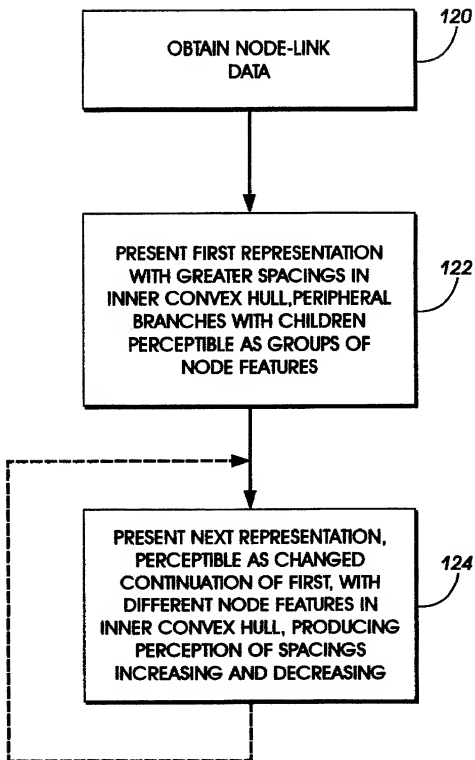 120
OBTAIN NODE-LINK
DATA
122
PRESENT FIRST REPRESENTATION
WITH GREATER SPACINGS IN
INNER CONVEX HULL,PERIPHERAL
BRANCHES WITH CHILDREN
PERCEPTIBLE AS GROUPS OF
NODE FEATURES
124
PRESENT NEXT REPRESENTATION,
PERCEPTIBLE AS CHANGED
CONTINUATION OF FIRST, WITH
DIFFERENT NODE FEATURES IN
INNER CONVEX HULL, PRODUCING
PERCEPTION OF SPACINGS
INCREASING AND DECREASING